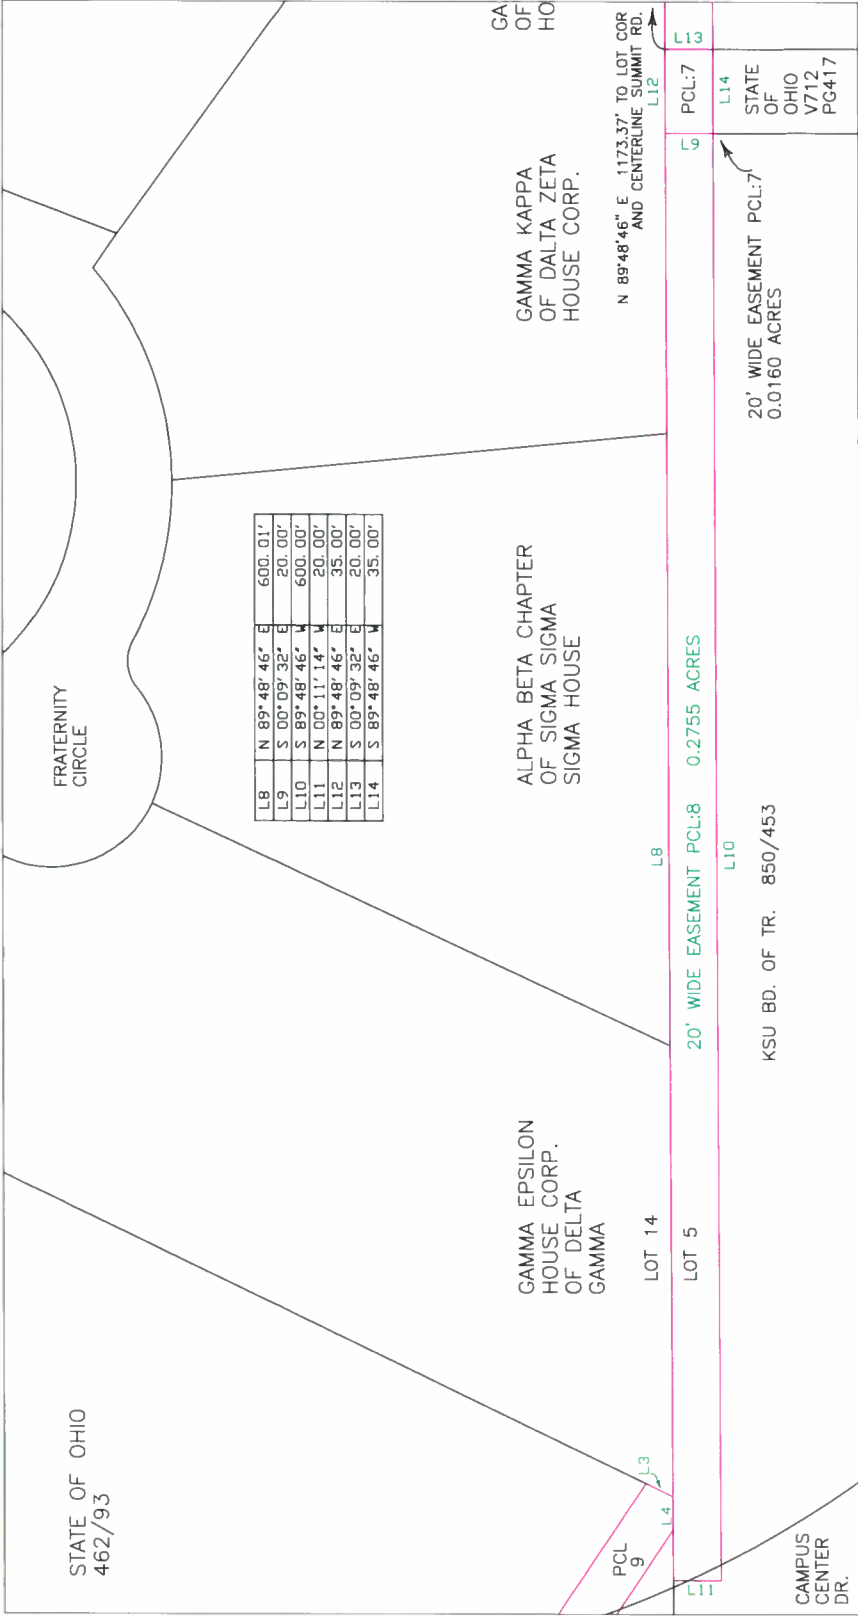 STATE OF OHIO
462/93
FRATERNITY
CIRCLE
L8 N 89°48'46" E 600.01'
L9 S 00°09'32" E 20.00'
L10 S 89°48'46" W 600.00'
L11 N 00°11'14" W 20.00'
L12 N 89°48'46" E 35.00'
L13 S 00°09'32" E 20.00'
L14 S 89°48'46" W 35.00'
GAMMA EPSILON
HOUSE CORP.
OF DELTA
GAMMA
ALPHA BETA CHAPTER
OF SIGMA SIGMA
SIGMA HOUSE
GAMMA KAPPA
OF DALTA ZETA
HOUSE CORP.
GA
OF
HO
N 89°48'46" E 1173.37' TO LOT COR
AND CENTERLINE SUMMIT RD.
PCL
9
L3
L4
LOT 14
L8
L12
L11
LOT 5
20' WIDE EASEMENT PCL:8 0.2755 ACRES
L9
PCL:7
L13
L10
L14
STATE
OF
OHIO
V712
PG417
20' WIDE EASEMENT PCL:7
0.0160 ACRES
KSU BD. OF TR. 850/453
CAMPUS
CENTER
DR.